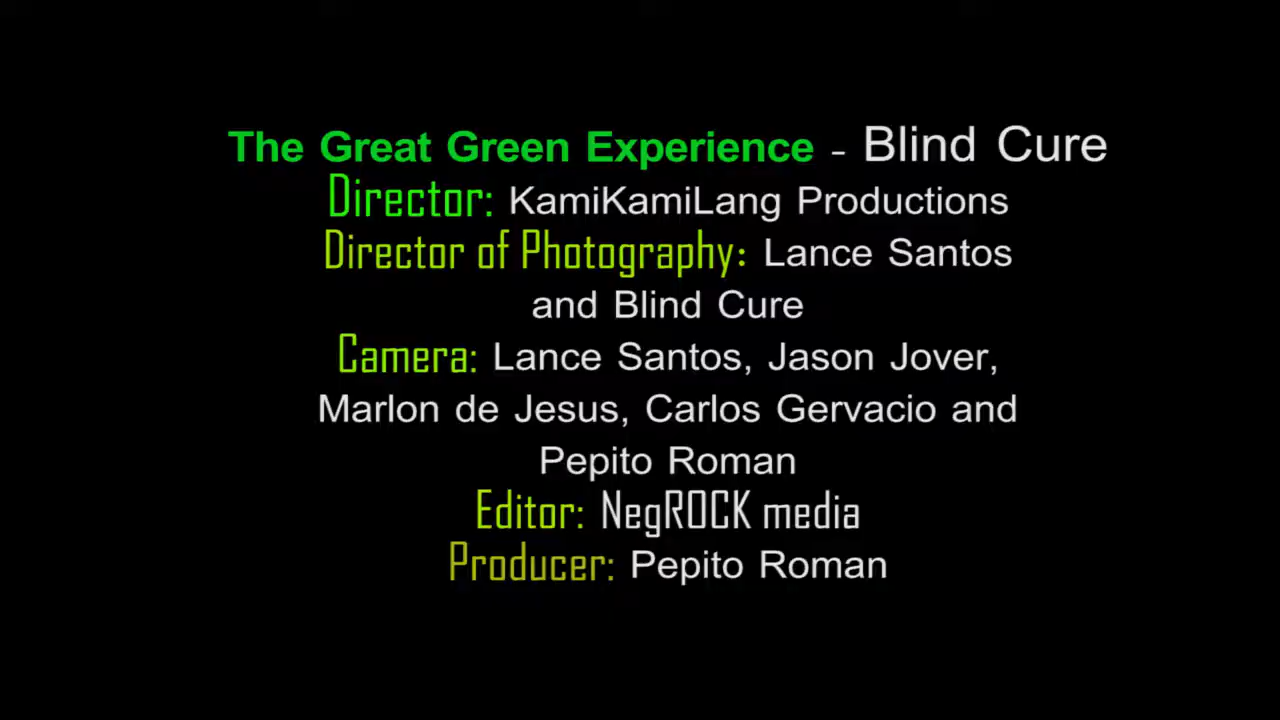 The Great Green Experience - Blind Cure
Director: KamiKamiLang Productions
Director of Photography: Lance Santos
and Blind Cure
Camera: Lance Santos, Jason Jover,
Marlon de Jesus, Carlos Gervacio and
Pepito Roman
Editor: NegROCK media
Producer: Pepito Roman